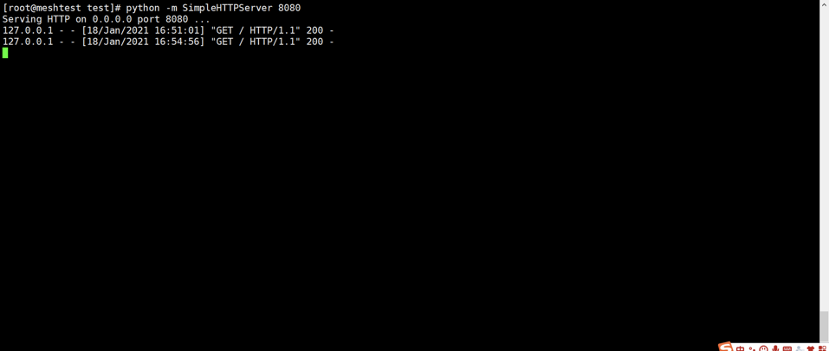 [root@meshtest test]# python -m SimpleHTTPServer 8080
Serving HTTP on 0.0.0.0 port 8080 ...
127.0.0.1 - - [18/Jan/2021 16:51:01] "GET / HTTP/1.1" 200 -
127.0.0.1 - - [18/Jan/2021 16:54:56] "GET / HTTP/1.1" 200 -
中